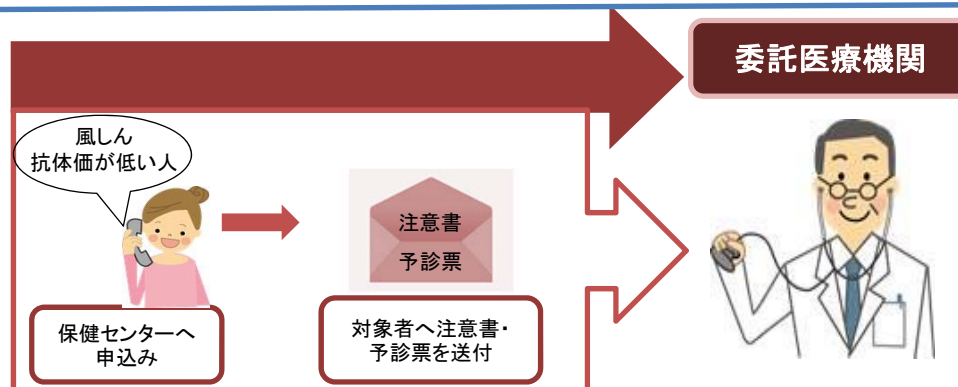 委託医療機関
風しん
抗体価が低い人
注意書
予診票
保健センターへ
申込み
対象者へ注意書・
予診票を送付